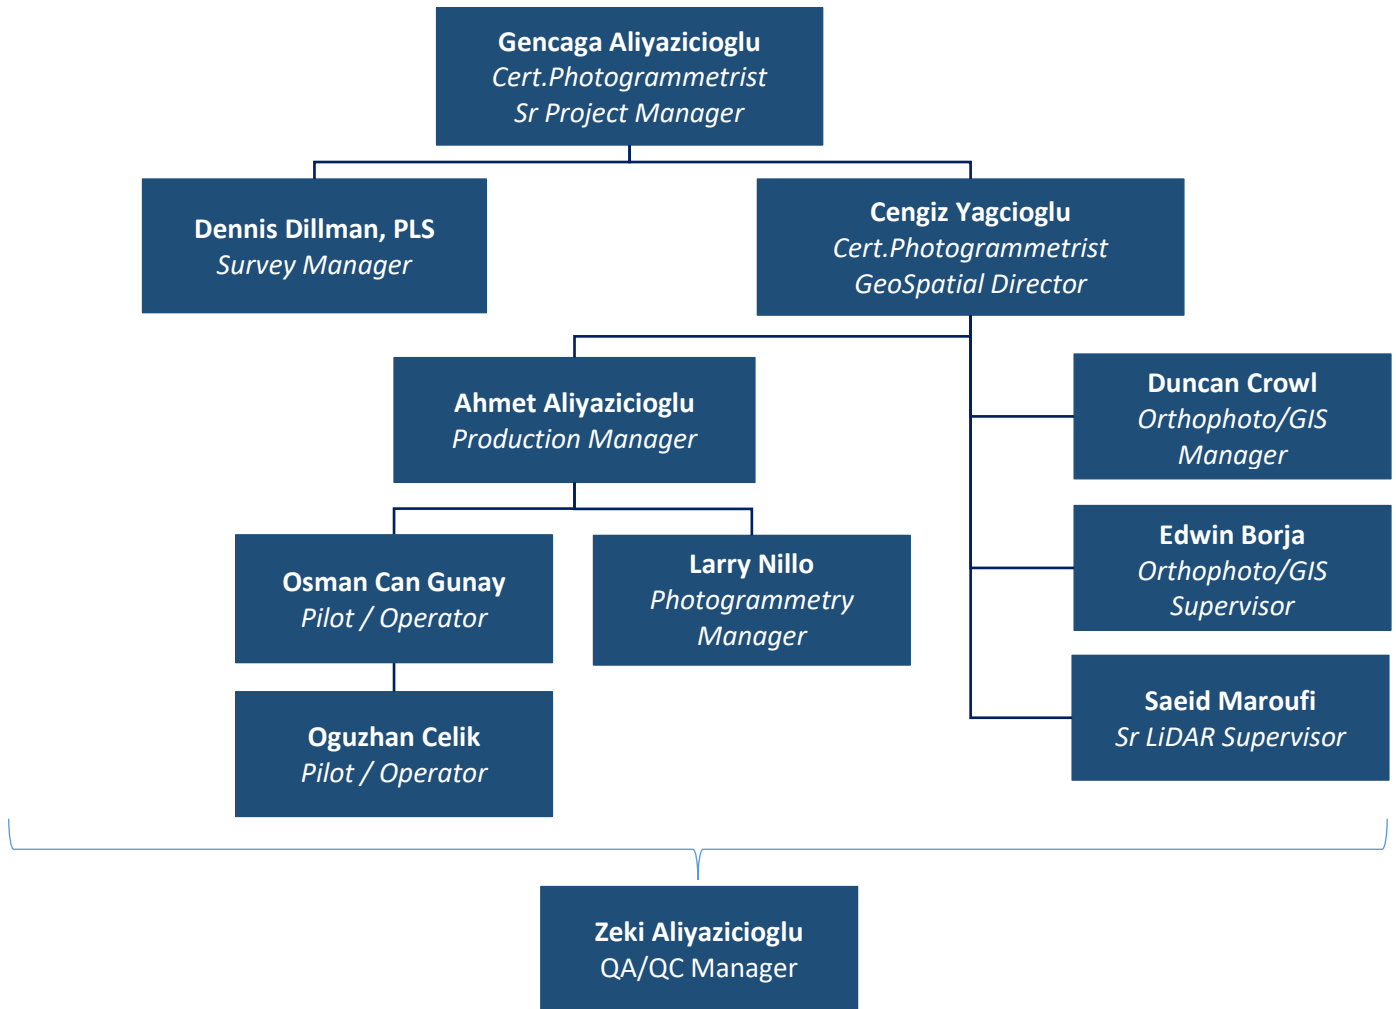 Gencaga Aliyazicioglu
Cert.Photogrammetrist
Sr Project Manager
Dennis Dillman, PLS
Survey Manager
Cengiz Yagcioglu
Cert.Photogrammetrist
GeoSpatial Director
Ahmet Aliyazicioglu
Production Manager
Duncan Crowl
Orthophoto/GIS
Manager
Osman Can Gunay
Pilot / Operator
Larry Nillo
Photogrammetry
Manager
Edwin Borja
Orthophoto/GIS
Supervisor
Oguzhan Celik
Pilot / Operator
Saeid Maroufi
Sr LiDAR Supervisor
Zeki Aliyazicioglu
QA/QC Manager